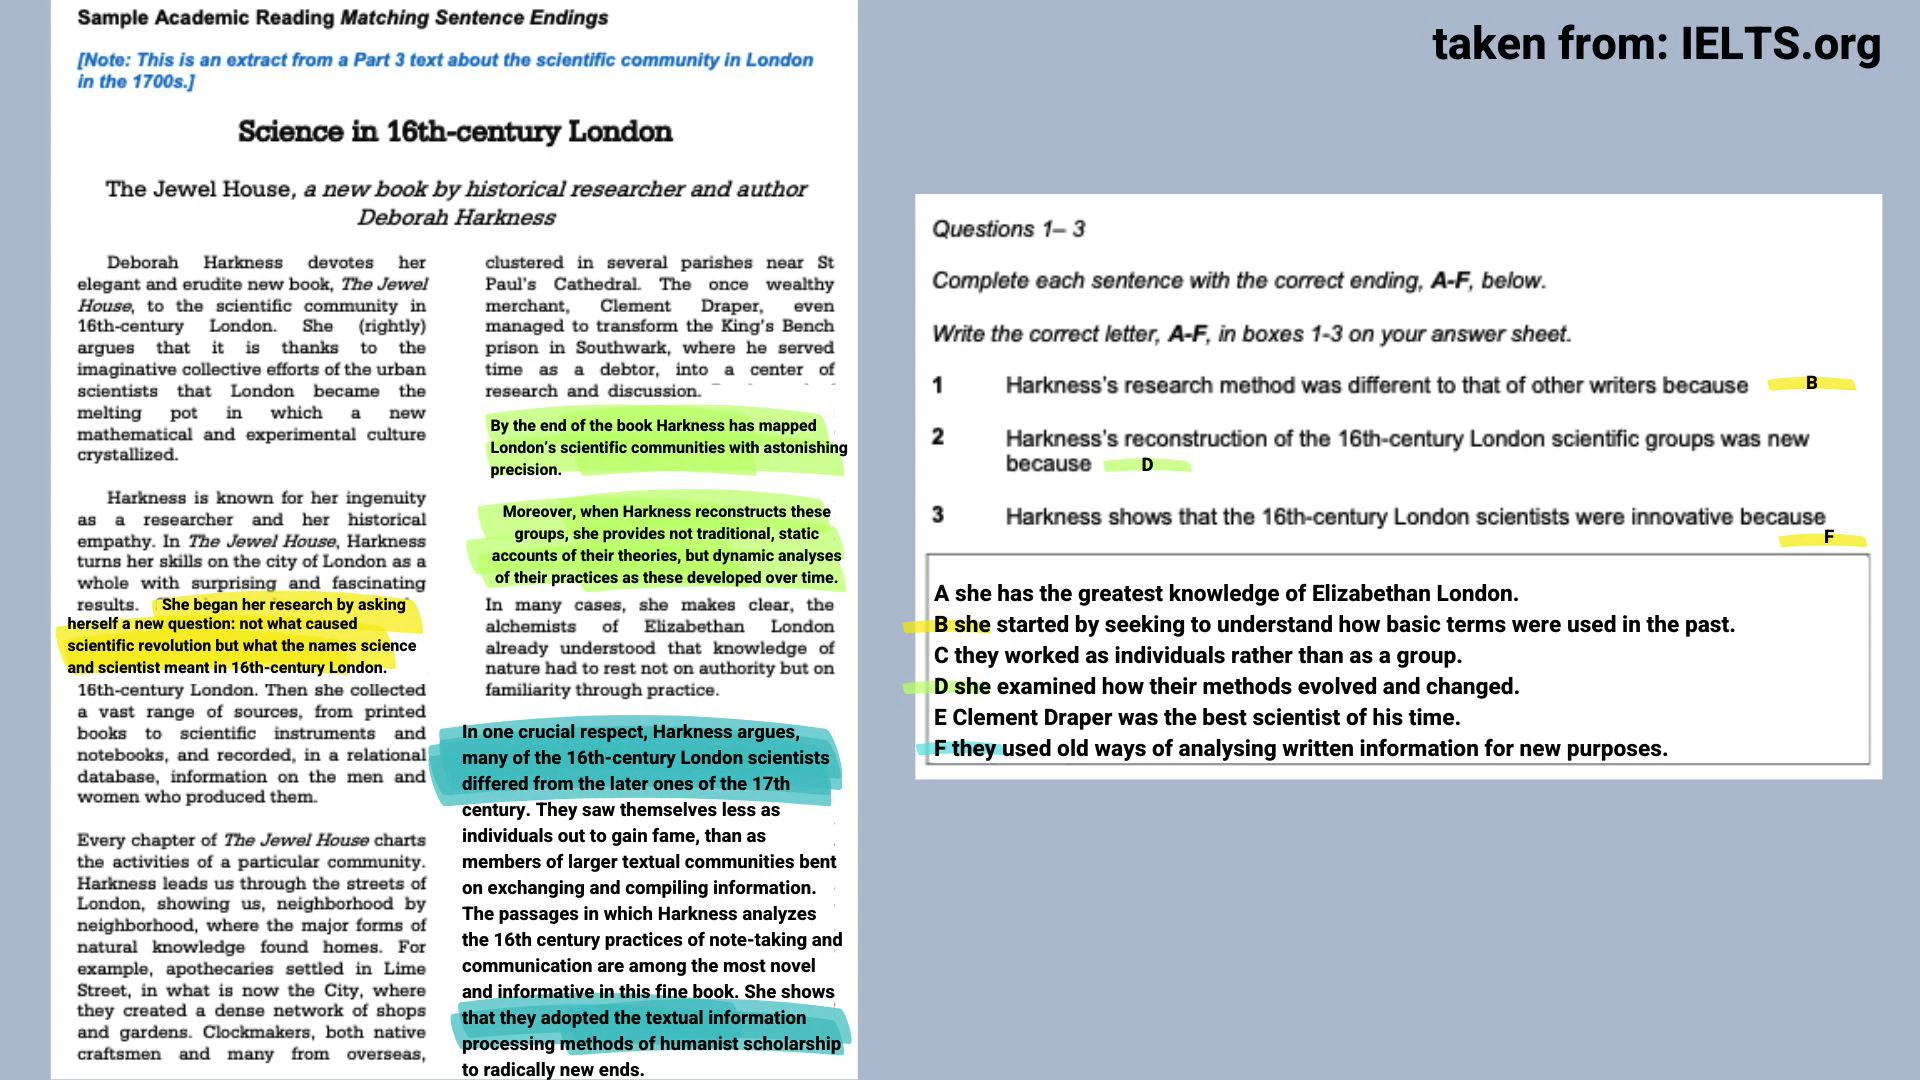 Sample Academic Reading Matching Sentence Endings
[Note: This is an extract from a Part 3 text about the scientific community in London
in the 1700s.]
Science in 16th-century London
The Jewel House, a new book by historical researcher and author
Deborah Harkness
Deborah Harkness devotes her
elegant and erudite new book, The Jewel
House, to the scientific community in
16th-century London. She (rightly)
argues that it is thanks to the
imaginative collective efforts of the urban
scientists that London became the
melting pot in which a new
mathematical and experimental culture
crystallized.
Harkness is known for her ingenuity
as a researcher and her historical
empathy. In The Jewel House, Harkness
turns her skills on the city of London as a
whole with surprising and fascinating
results. She began her research by asking
herself a new question: not what caused
scientific revolution but what the names science
and scientist meant in 16th-century London.
16th-century London. Then she collected
a vast range of sources, from printed
books to scientific instruments and
notebooks, and recorded, in a relational
database, information on the men and
women who produced them.
Every chapter of The Jewel House charts
the activities of a particular community.
Harkness leads us through the streets of
London, showing us, neighborhood by
neighborhood, where the major forms of
natural knowledge found homes. For
example, apothecaries settled in Lime
Street, in what is now the City, where
they created a dense network of shops
and gardens. Clockmakers, both native
craftsmen and many from overseas,
clustered in several parishes near St
Paul's Cathedral. The once wealthy
merchant, Clement Draper, even
managed to transform the King's Bench
prison in Southwark, where he served
time as a debtor, into a center of
research and discussion.
By the end of the book Harkness has mapped
London's scientific communities with astonishing
precision.
Moreover, when Harkness reconstructs these
groups, she provides not traditional, static
accounts of their theories, but dynamic analyses
of their practices as these developed over time.
In many cases, she makes clear, the
alchemists of Elizabethan London
already understood that knowledge of
nature had to rest not on authority but on
familiarity through practice.
In one crucial respect, Harkness argues,
many of the 16th-century London scientists
differed from the later ones of the 17th
century. They saw themselves less as
individuals out to gain fame, than as
members of larger textual communities bent
on exchanging and compiling information.
The passages in which Harkness analyzes
the 16th century practices of note-taking and
communication are among the most novel
and informative in this fine book. She shows
that they adopted the textual information
processing methods of humanist scholarship
to radically new ends.
taken from: IELTS.org
Questions 1– 3
Complete each sentence with the correct ending, A-F, below.
Write the correct letter, A-F, in boxes 1-3 on your answer sheet.
1 Harkness's research method was different to that of other writers because B
2 Harkness's reconstruction of the 16th-century London scientific groups was new
because D
3 Harkness shows that the 16th-century London scientists were innovative because
F
A she has the greatest knowledge of Elizabethan London.
B she started by seeking to understand how basic terms were used in the past.
C they worked as individuals rather than as a group.
D she examined how their methods evolved and changed.
E Clement Draper was the best scientist of his time.
F they used old ways of analysing written information for new purposes.